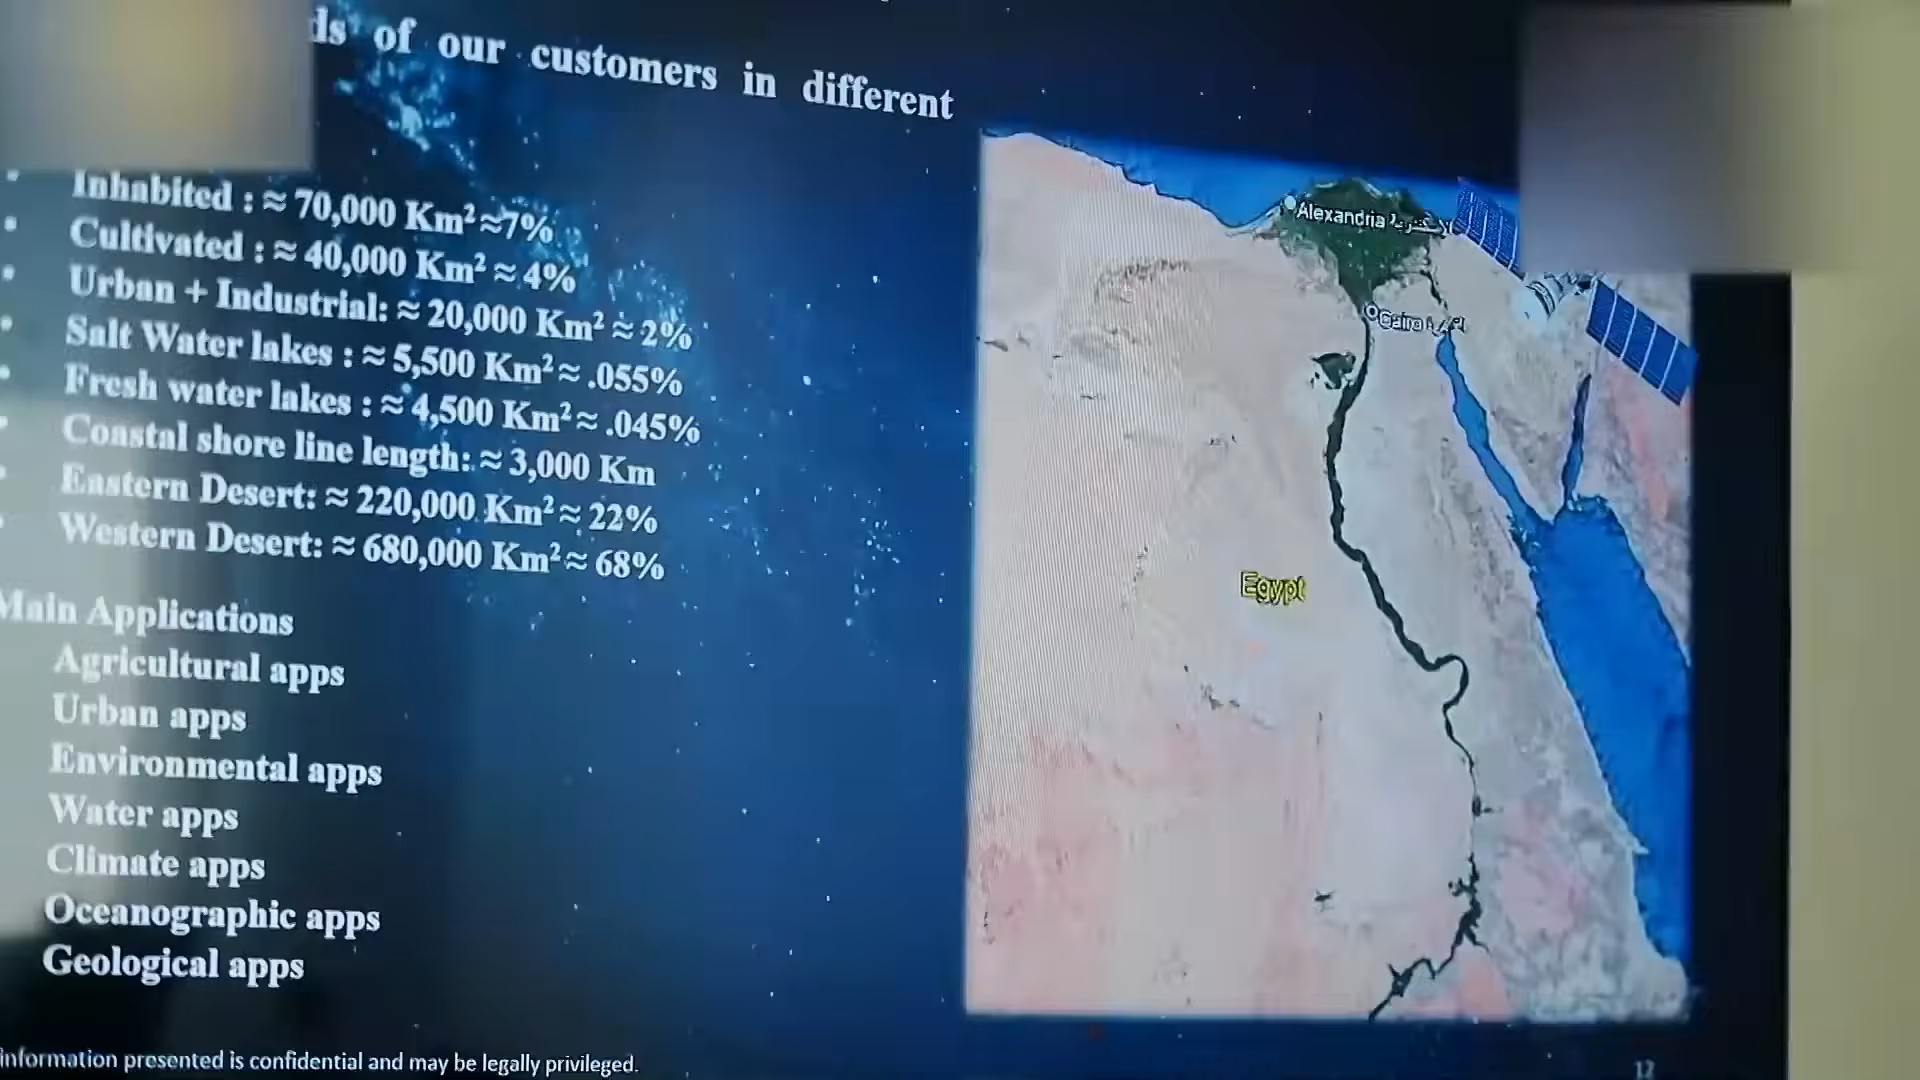 of our customers in different
Inhabited : ≈ 70,000 Km² ≈7%
Cultivated : ≈ 40,000 Km² ≈ 4%
Urban + Industrial: ≈ 20,000 Km² ≈ 2%
Salt Water lakes : ≈ 5,500 Km² ≈ .055%
Fresh water lakes : ≈ 4,500 Km² ≈ .045%
Coastal shore line length: ≈ 3,000 Km
Eastern Desert: ≈ 220,000 Km² ≈ 22%
Western Desert: ≈ 680,000 Km² ≈ 68%
Main Applications
Agricultural apps
Urban apps
Environmental apps
Water apps
Climate apps
Oceanographic apps
Geological apps
Alexandria
Cairo
Egypt
information presented is confidential and may be legally privileged.
12